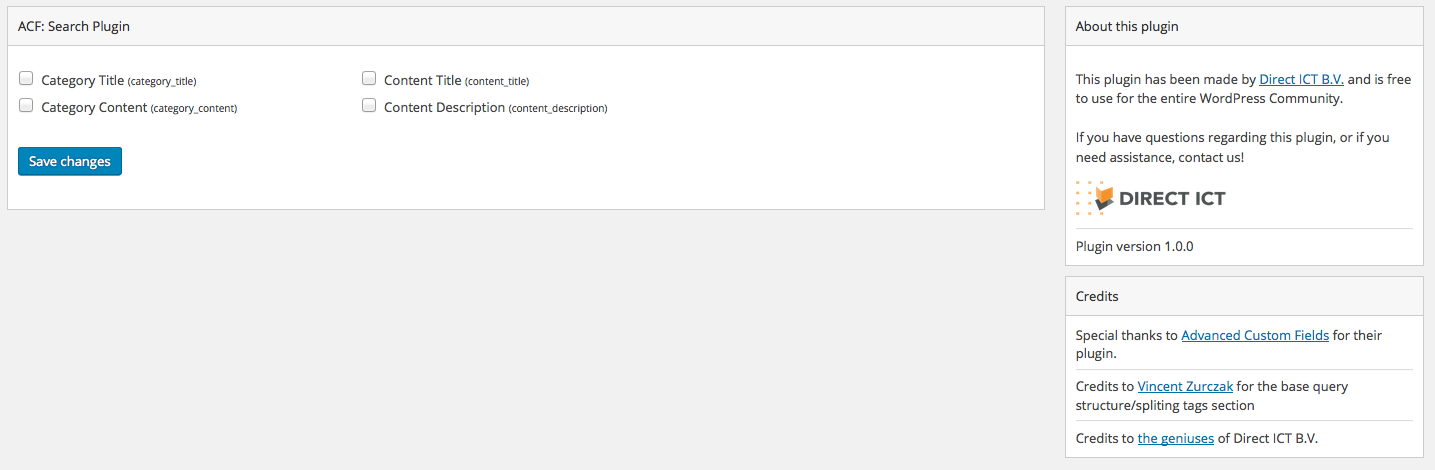 ACF: Search Plugin
Category Title (category_title)
Content Title (content_title)
Category Content (category_content)
Content Description (content_description)
Save changes
About this plugin
This plugin has been made by Direct ICT B.V. and is free
to use for the entire WordPress Community.
If you have questions regarding this plugin, or if you
need assistance, contact us!
DIRECT ICT
Plugin version 1.0.0
Credits
Special thanks to Advanced Custom Fields for their
plugin.
Credits to Vincent Zurczak for the base query
structure/spliting tags section
Credits to the geniuses of Direct ICT B.V.